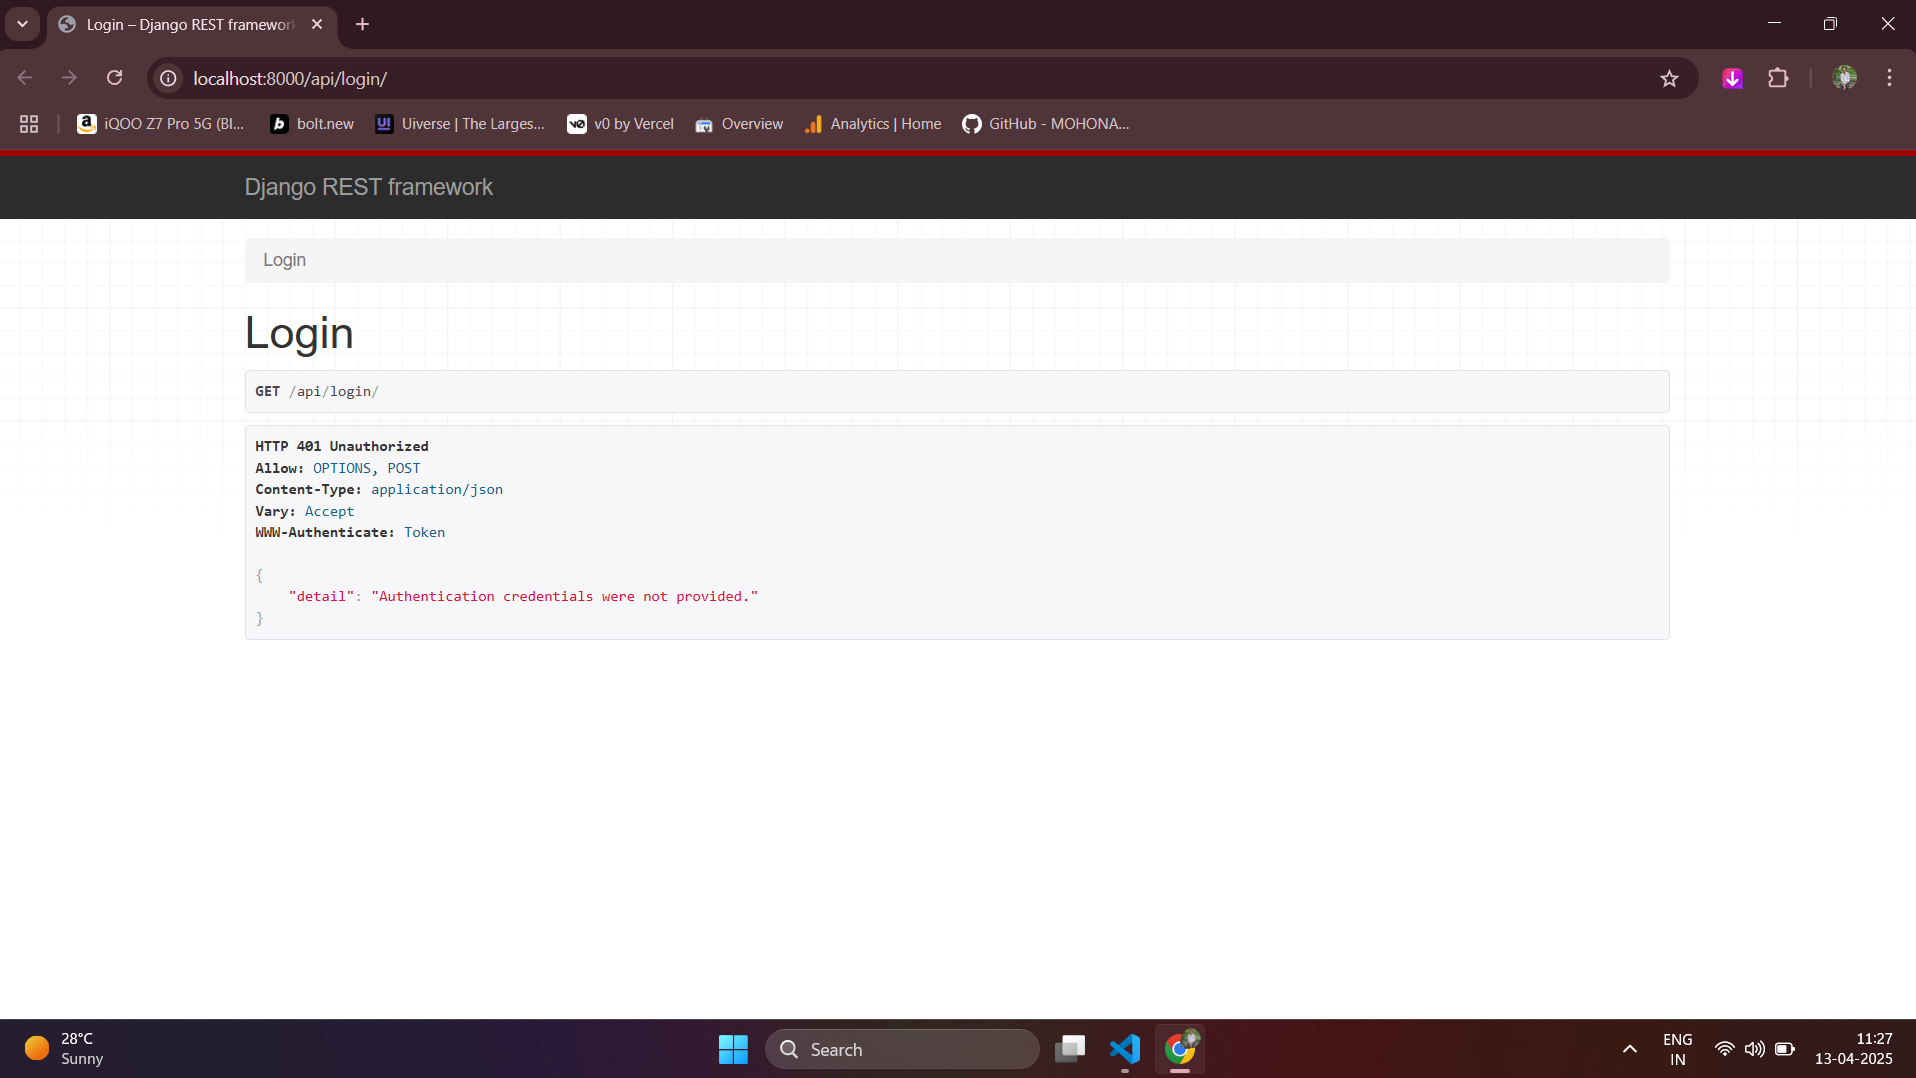 Login – Django REST framewor
localhost:8000/api/login/
iQOO Z7 Pro 5G (Bl...
bolt.new
UI
Uiverse | The Larges...
v0 by Vercel
Overview
Analytics | Home
GitHub - MOHONA...
Django REST framework
Login
Login
GET /api/login/
HTTP 401 Unauthorized
Allow: OPTIONS, POST
Content-Type: application/json
Vary: Accept
WWW-Authenticate: Token
{
"detail": "Authentication credentials were not provided."
}
28°C
Sunny
Search
ENG
IN
11:27
13-04-2025